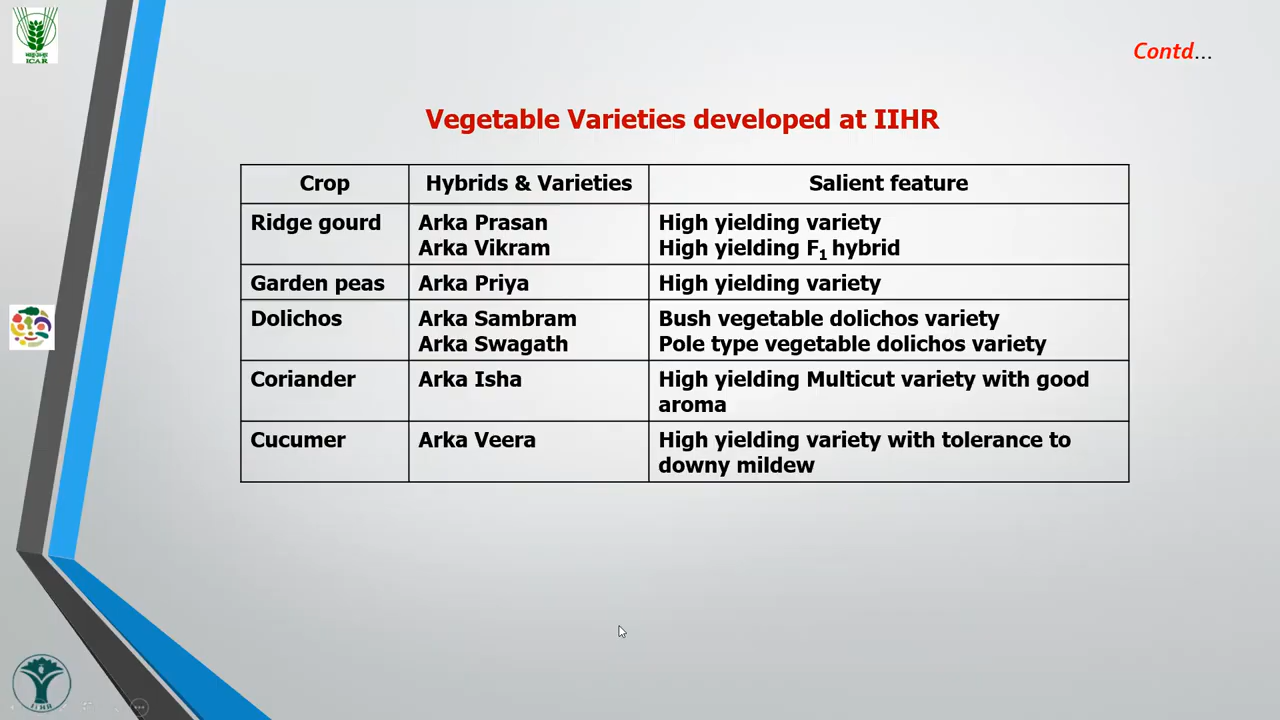 ICAR
Contd...
Vegetable Varieties developed at IIHR
Crop
Hybrids & Varieties
Salient feature
Ridge gourd
Arka Prasan
High yielding variety
Arka Vikram
High yielding F1 hybrid
Garden peas
Arka Priya
High yielding variety
Dolichos
Arka Sambram
Bush vegetable dolichos variety
Arka Swagath
Pole type vegetable dolichos variety
Coriander
Arka Isha
High yielding Multicut variety with good
aroma
Cucumer
Arka Veera
High yielding variety with tolerance to
downy mildew
IIHR